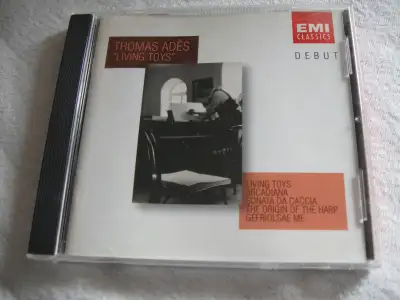 THOMAS ADÈS
"LIVING TOYS"
EMI
CLASSICS
DEBUT
LIVING TOYS
ARCADIANA
SONATA DA CACCIA
THE ORIGIN OF THE HARP
GEFRIOLSAE ME